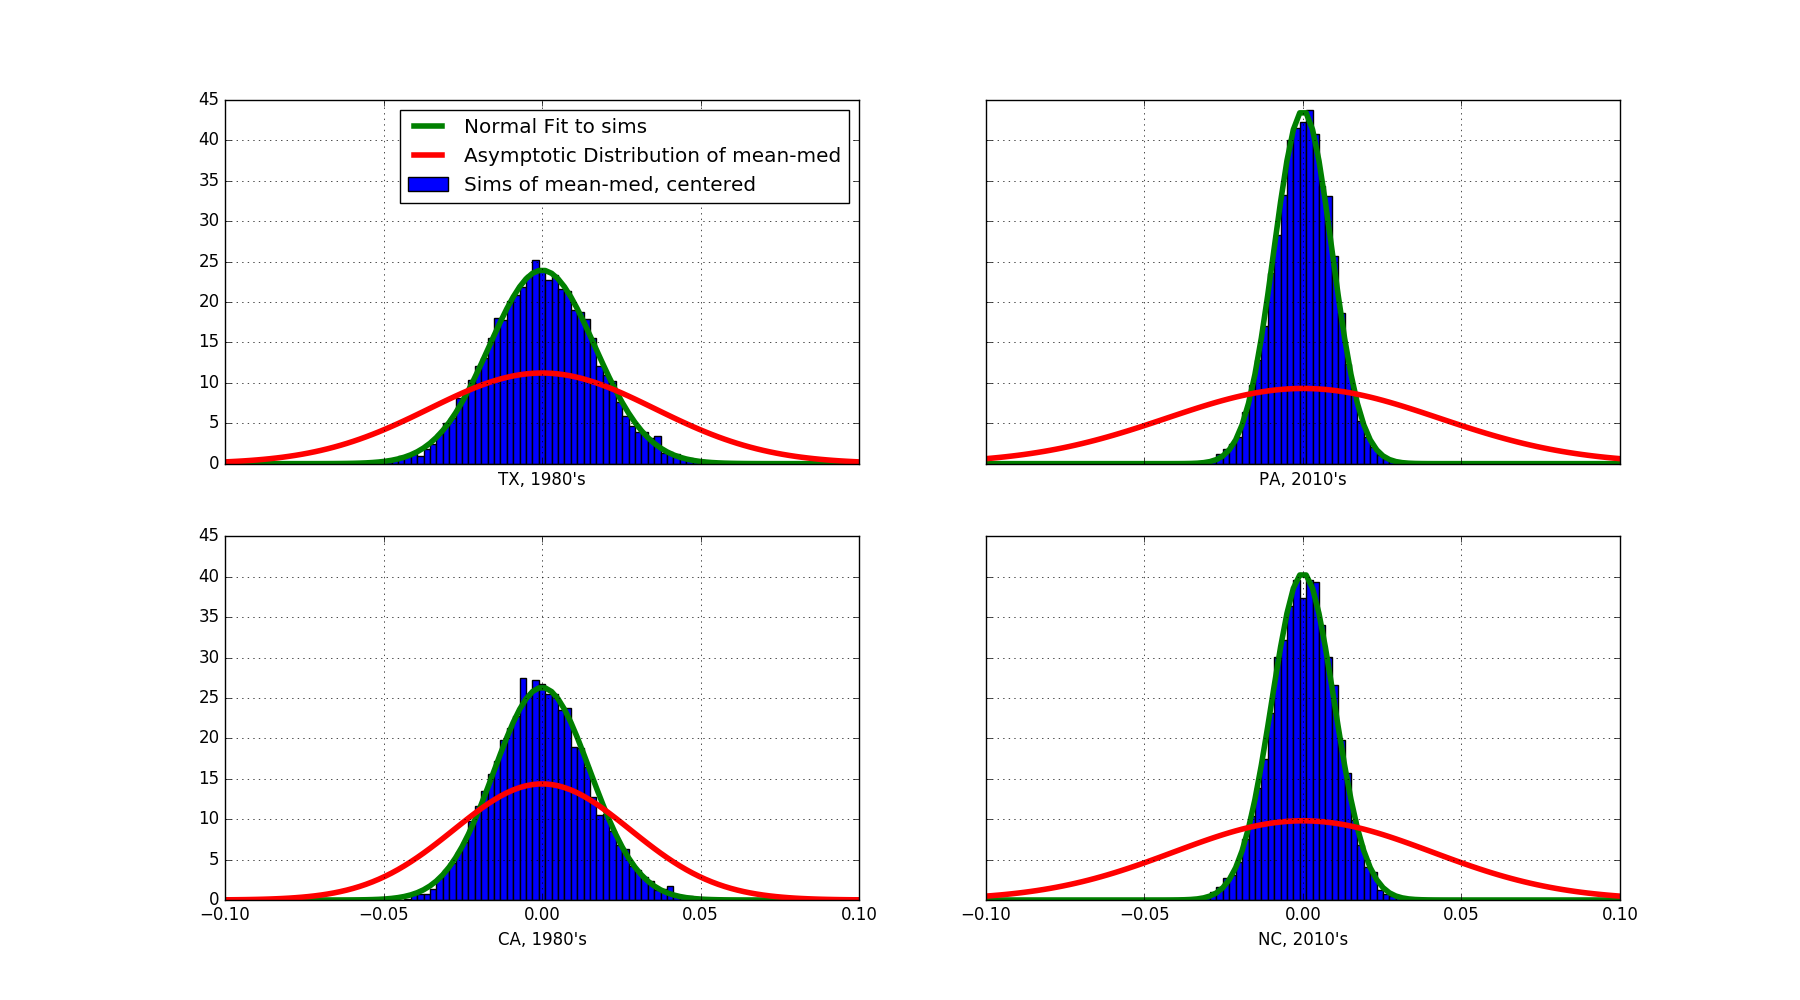 45
40
35
30
25
20
15
10
5
0
Normal Fit to sims
Asymptotic Distribution of mean-med
Sims of mean-med, centered
TX, 1980's
PA, 2010's
45
40
35
30
25
20
15
10
5
0
−0.10 −0.05 0.00 0.05 0.10
CA, 1980's
−0.10 −0.05 0.00 0.05 0.10
NC, 2010's